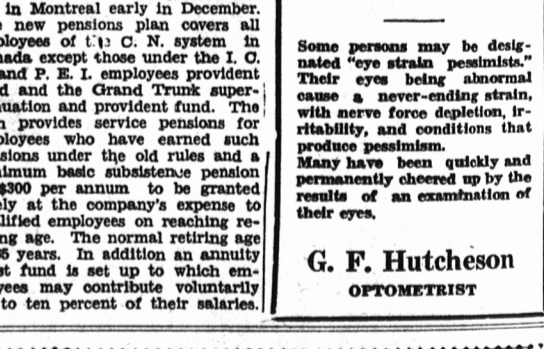 in Montreal early in December.
new pensions plan covers all
ployees of the C. N. system in
nada except those under the I. C.
and P. E. I. employees provident
d and the Grand Trunk super-
nuation and provident fund. The
n provides service pensions for
ployees who have earned such
sions under the old rules and a
nimum basic subsistence pension
$300 per annum to be granted
ely at the company's expense to
lified employees on reaching re-
ng age. The normal retiring age
5 years. In addition an annuity
st fund is set up to which em-
yees may contribute voluntarily
to ten percent of their salaries.
Some persons may be desig-
nated "eye strain pessimists."
Their eyes being abnormal
cause a never-ending strain,
with nerve force depletion, ir-
ritability, and conditions that
produce pessimism.
Many have been quickly and
permanently cheered up by the
results of an examination of
their eyes.
G. F. Hutcheson
OPTOMETRIST